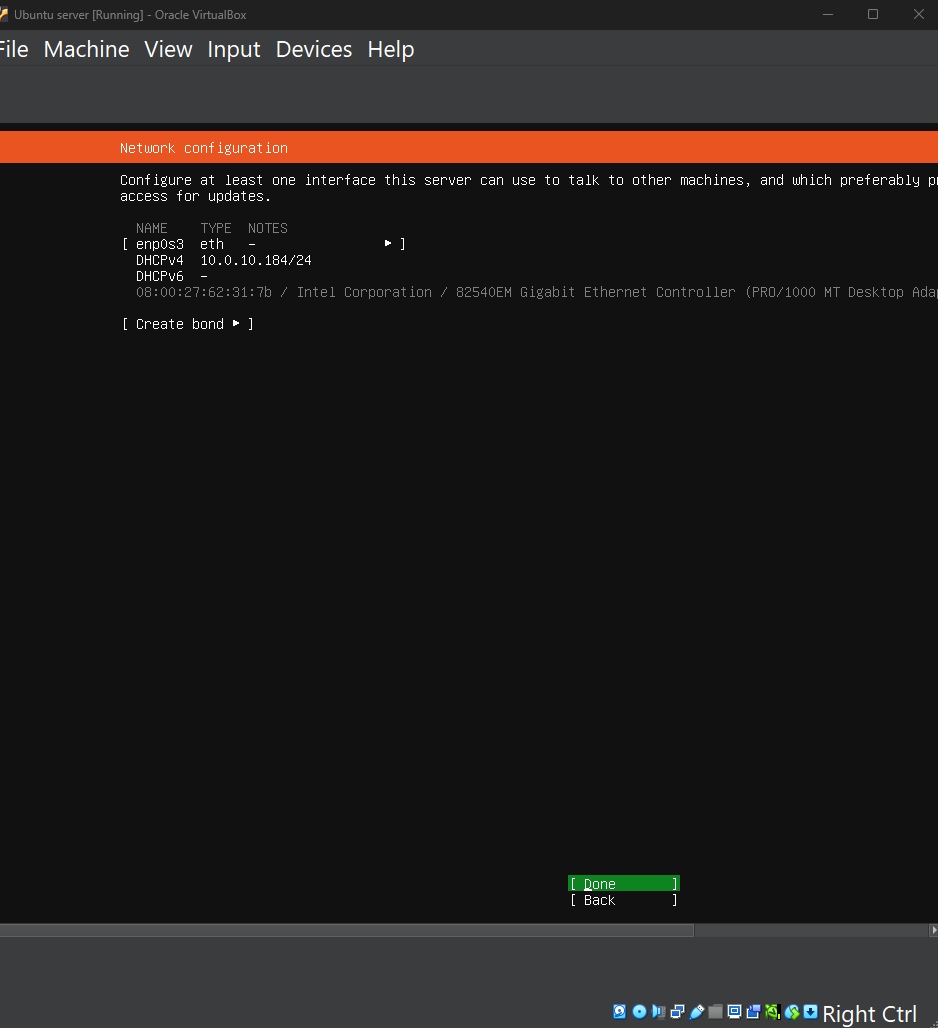 Ubuntu server [Running] - Oracle VirtualBox
File Machine View Input Devices Help
Network configuration
Configure at least one interface this server can use to talk to other machines, and which preferably
access for updates.
NAME TYPE NOTES
[ enp0s3 eth - ▸ ]
DHCPv4 10.0.10.184/24
DHCPv6 -
08:00:27:62:31:7b / Intel Corporation / 82540EM Gigabit Ethernet Controller (PRO/1000 MT Desktop
[ Create bond ▸ ]
[ Done ]
[ Back ]
Right Ctrl